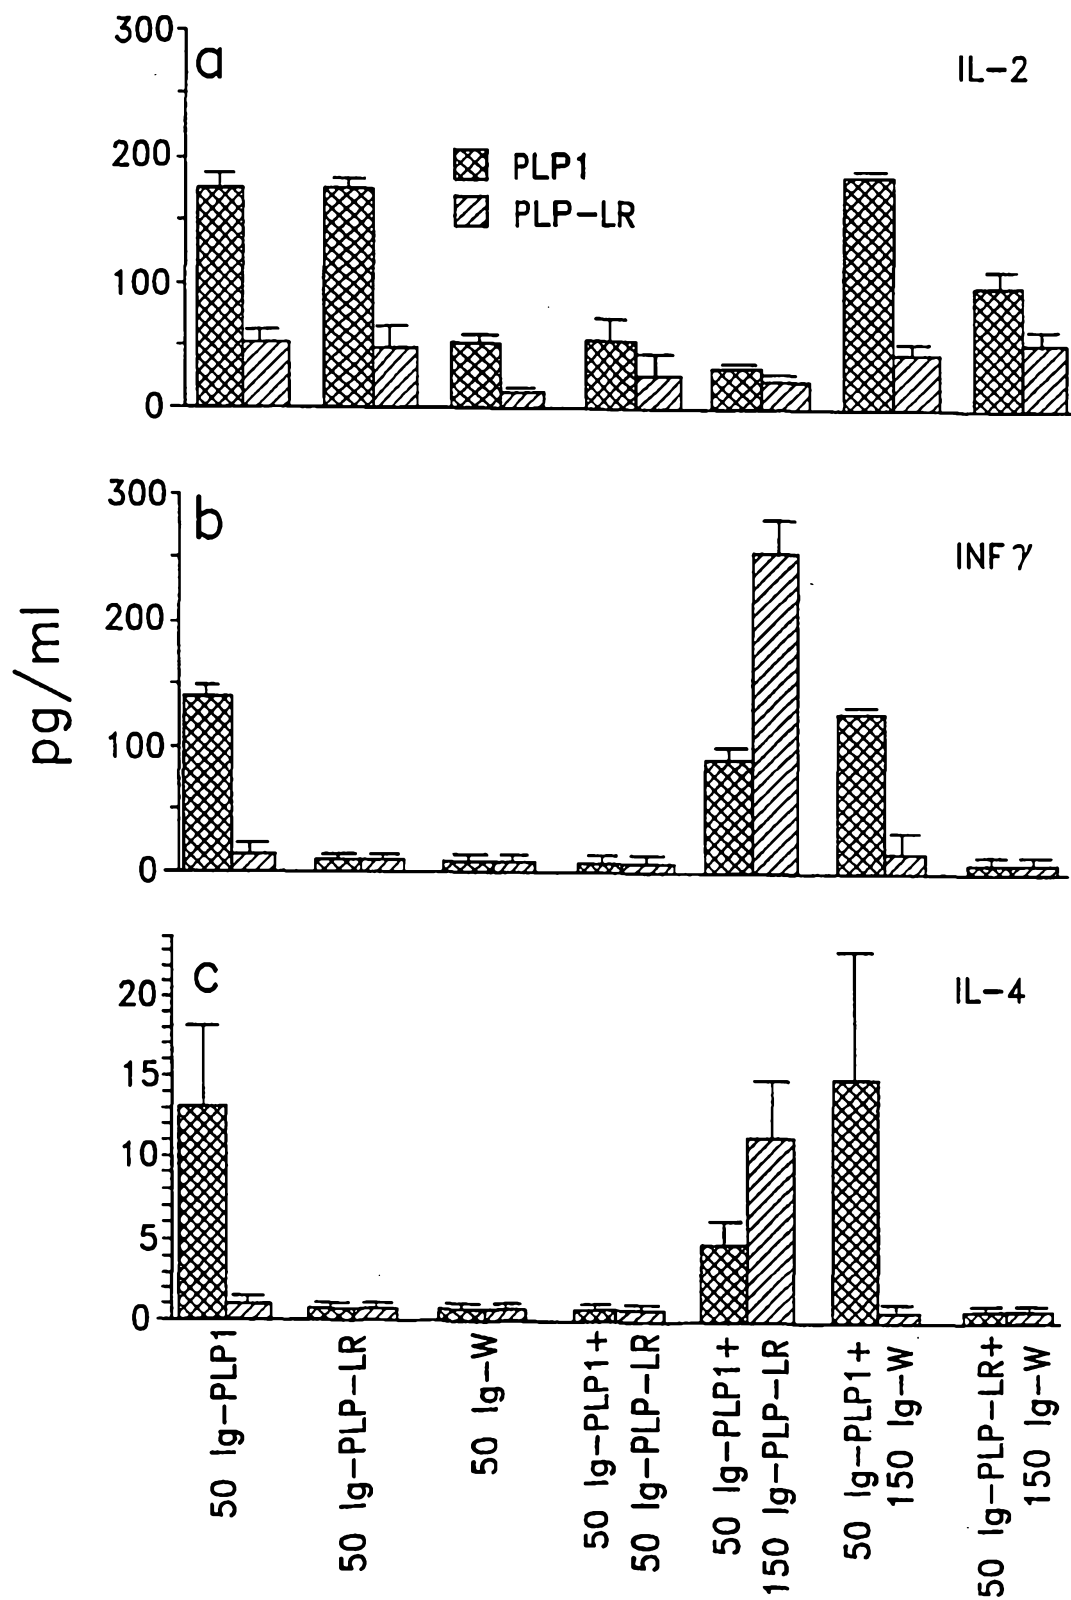 300
a
IL-2
200
PLP1
PLP-LR
100
0
300
b
INFγ
200
100
0
pg/ml
c
IL-4
20
15
10
5
0
50 Ig-PLP1
50 Ig-PLP-LR
50 Ig-W
50 Ig-PLP1+
50 Ig-PLP-LR
50 Ig-PLP1+
150 Ig-PLP-LR
50 Ig-PLP1+
150 Ig-W
50 Ig-PLP-LR+
150 Ig-W